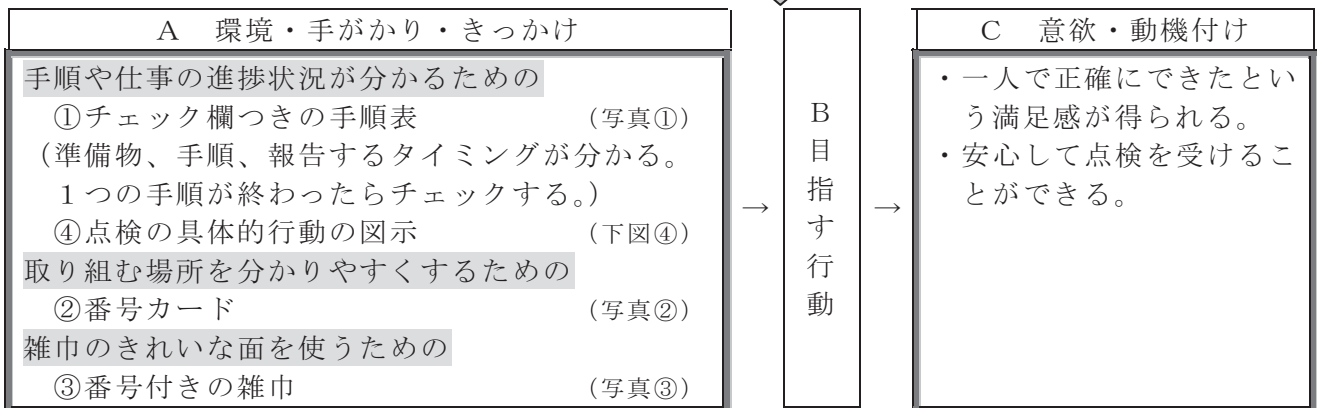 A 環境・手がかり・きっかけ
手順や仕事の進捗状況が分かるための
①チェック欄つきの手順表 (写真①)
(準備物、手順、報告するタイミングが分かる。
1つの手順が終わったらチェックする。)
④点検の具体的行動の図示 (下図④)
取り組む場所を分かりやすくするための
②番号カード (写真②)
雑巾のきれいな面を使うための
③番号付きの雑巾 (写真③)
→
B
目
指
す
行
動
→
C 意欲・動機付け
・一人で正確にできたとい
う満足感が得られる。
・安心して点検を受けるこ
とができる。